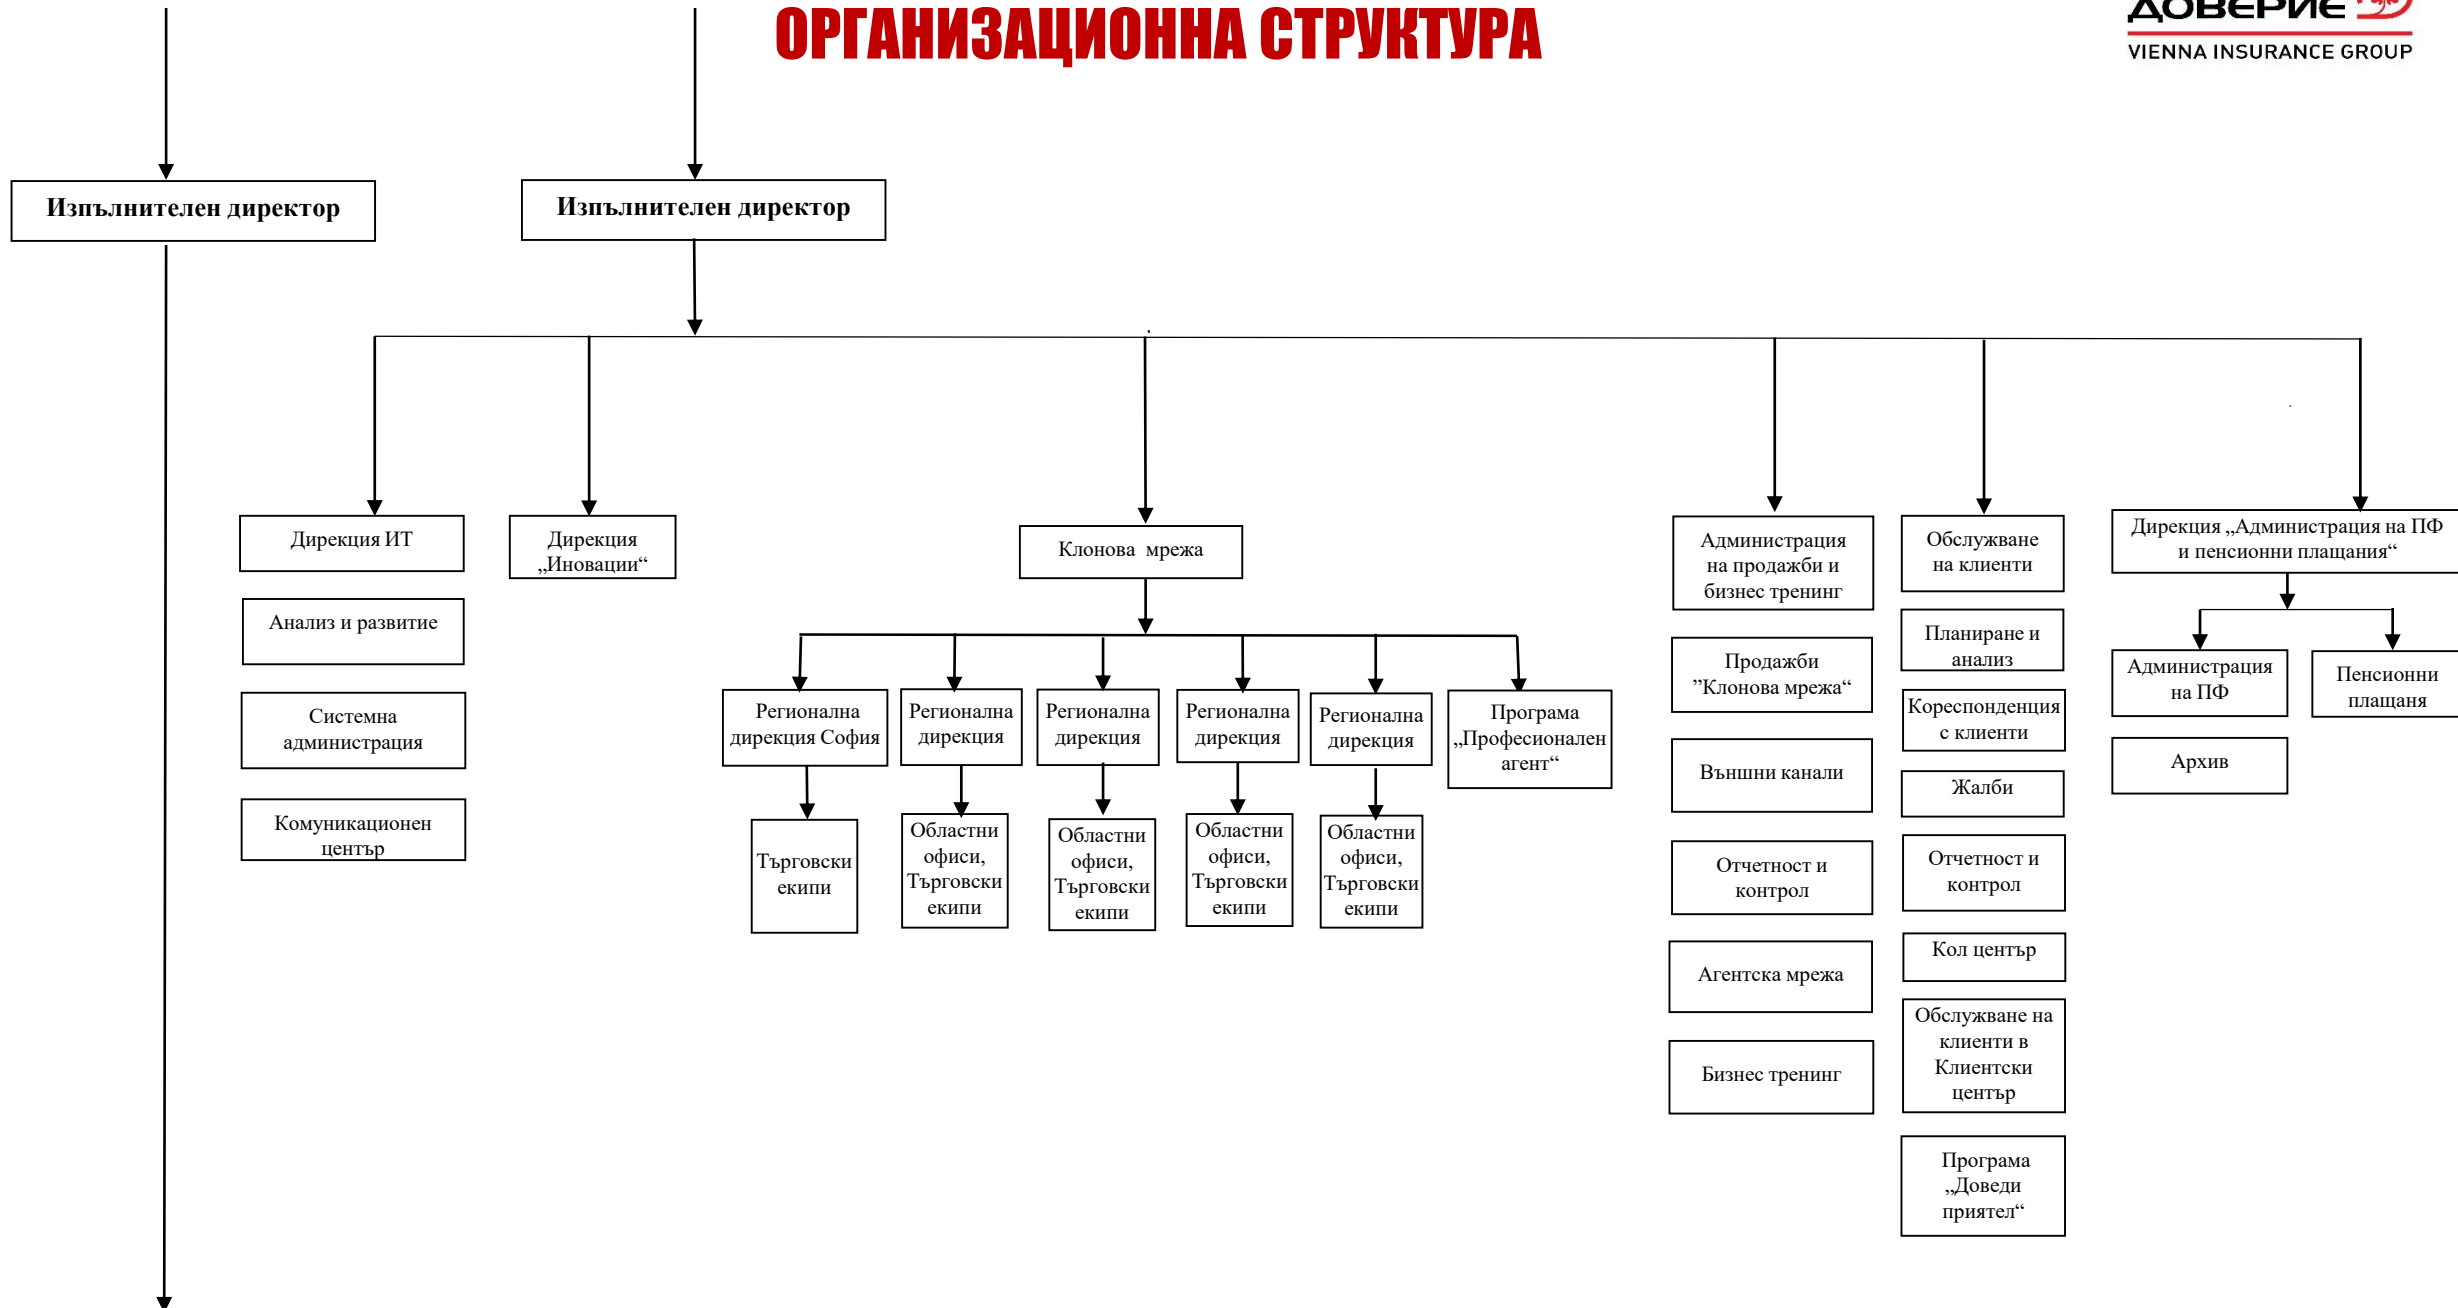 ОРГАНИЗАЦИОННА СТРУКТУРА
ДОВЕРИЕ
VIENNA INSURANCE GROUP
Изпълнителен директор
Изпълнителен директор
Дирекция ИТ
Анализ и развитие
Системна
администрация
Комуникационен
център
Дирекция
„Иновации“
Клонова мрежа
Регионална
дирекция София
Търговски
екипи
Регионална
дирекция
Областни
офиси,
Търговски
екипи
Регионална
дирекция
Областни
офиси,
Търговски
екипи
Регионална
дирекция
Областни
офиси,
Търговски
екипи
Регионална
дирекция
Областни
офиси,
Търговски
екипи
Програма
„Професионален
агент“
Администрация
на продажби и
бизнес тренинг
Продажби
”Клонова мрежа“
Външни канали
Отчетност и
контрол
Агентска мрежа
Бизнес тренинг
Обслужване
на клиенти
Планиране и
анализ
Кореспонденция
с клиенти
Жалби
Отчетност и
контрол
Кол център
Обслужване на
клиенти в
Клиентски
център
Програма
„Доведи
приятел“
Дирекция „Администрация на ПФ
и пенсионни плащания“
Администрация
на ПФ
Архив
Пенсионни
плащаня